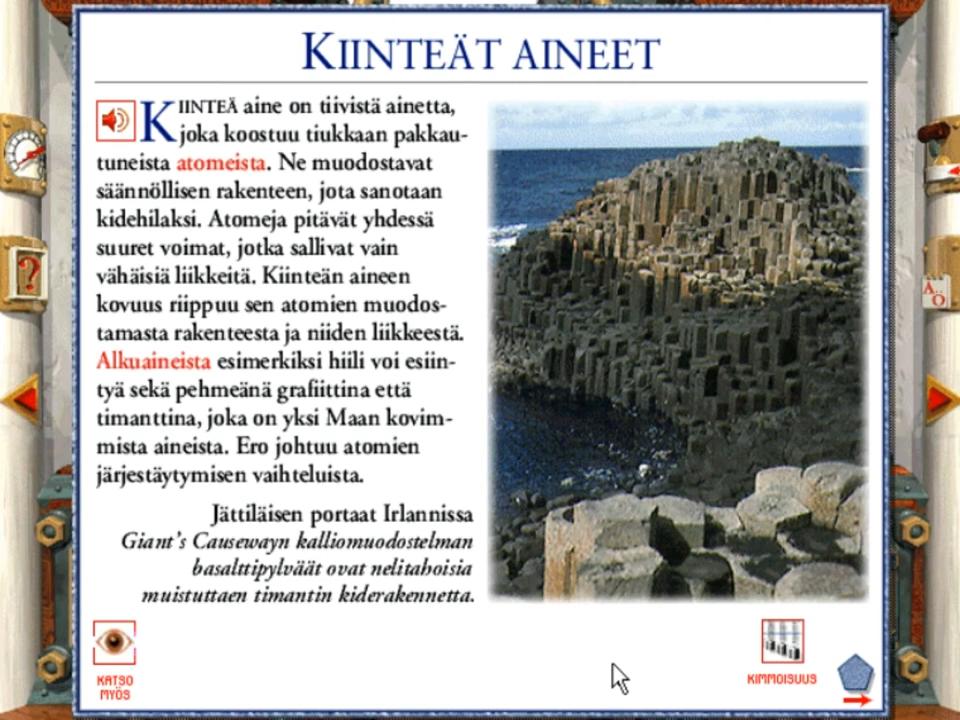 KIINTEÄT AINEET
KIINTEÄ aine on tiivistä ainetta,
joka koostuu tiukkaan pakkau-
tuneista atomeista. Ne muodostavat
säännöllisen rakenteen, jota sanotaan
kidehilaksi. Atomeja pitävät yhdessä
suuret voimat, jotka sallivat vain
vähäisiä liikkeitä. Kiinteän aineen
kovuus riippuu sen atomien muodos-
tamasta rakenteesta ja niiden liikkeestä.
Alkuaineista esimerkiksi hiili voi esiin-
tyä sekä pehmeänä grafiittina että
timanttina, joka on yksi Maan kovim-
mista aineista. Ero johtuu atomien
järjestäytymisen vaihteluista.
Jättiläisen portaat Irlannissa
Giant's Causewayn kalliomuodostelman
basalttipylväät ovat nelitahoisia
muistuttaen timantin kiderakennetta.
KATSO
MYÖS
KIMMOISUUS
?
A..
O